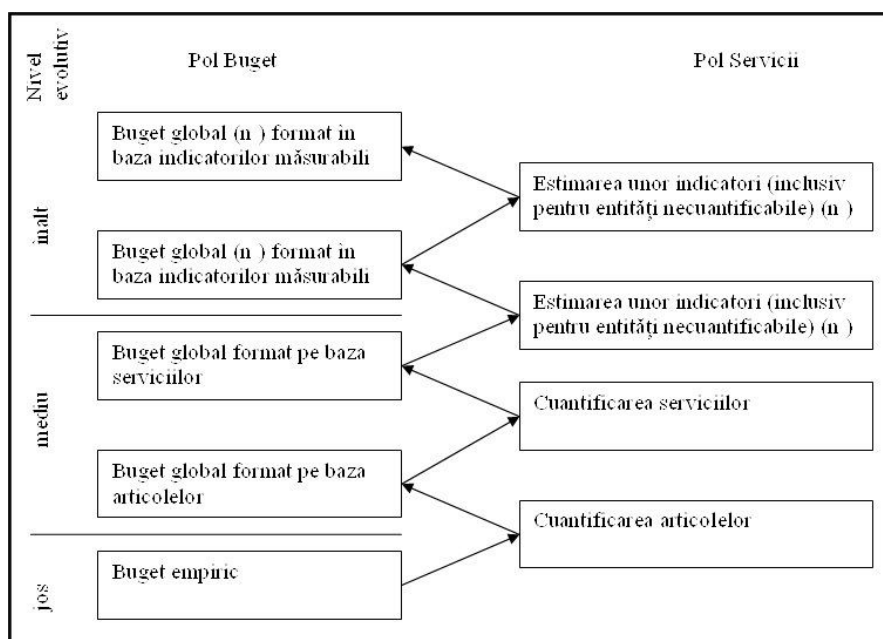 Nivel
evolutiv
Pol Buget
Pol Servicii
Buget global (n ) format în
baza indicatorilor măsurabili
Estimarea unor indicatori (inclusiv
pentru entități necuantificabile) (n )
inalt
Buget global (n ) format în
baza indicatorilor măsurabili
Estimarea unor indicatori (inclusiv
pentru entități necuantificabile) (n )
Buget global format pe baza
serviciilor
mediu
Cuantificarea serviciilor
Buget global format pe baza
articolelor
Cuantificarea articolelor
jos
Buget empiric